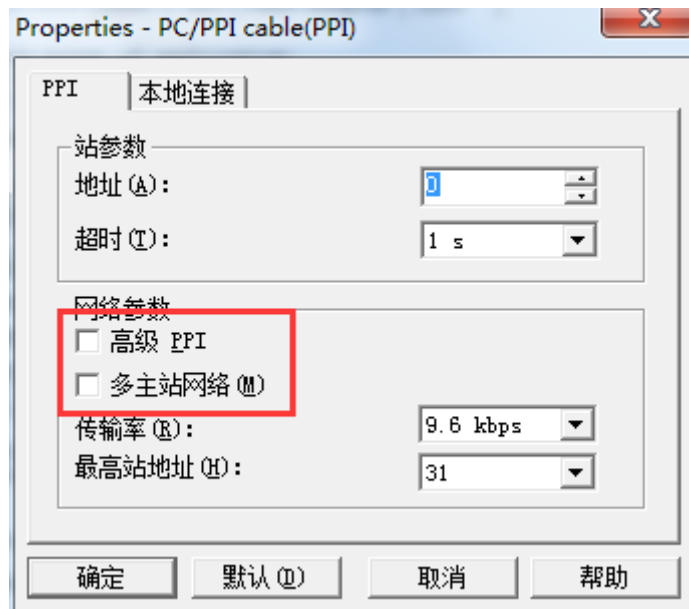 Properties - PC/PPI cable(PPI)
PPI 本地连接
站参数
地址(A): 0
超时(T): 1 s
网络参数
高级 PPI
多主站网络(M)
传输率(R): 9.6 kbps
最高站地址(H): 31
确定 默认(D) 取消 帮助